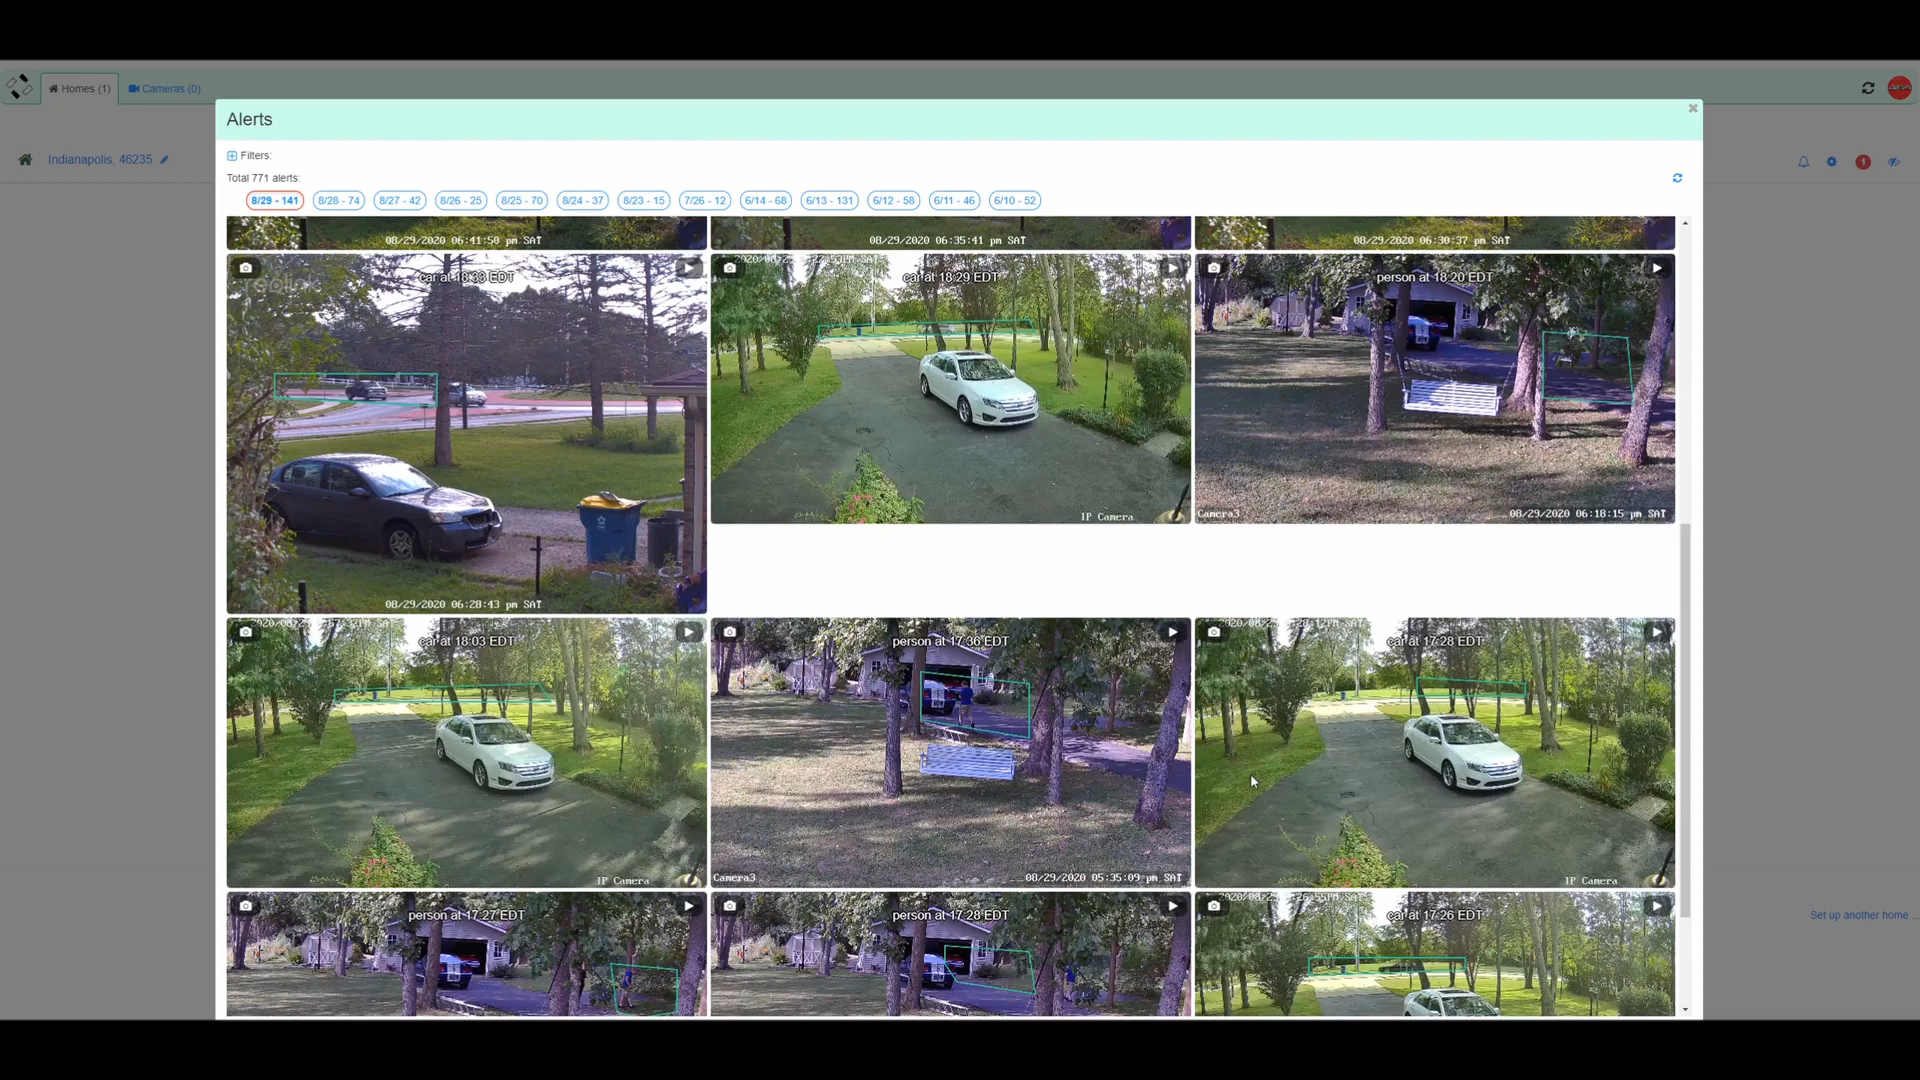 Homes (1)
Cameras (0)
Alerts
Indianapolis, 46235
Filters:
Total 771 alerts:
8/29 - 141
8/28 - 74
8/27 - 42
8/26 - 25
8/25 - 70
8/24 - 37
8/23 - 15
7/26 - 12
6/14 - 68
6/13 - 131
6/12 - 58
6/11 - 46
6/10 - 52
1
08/29/2020 06:41:50 pm SAT
08/29/2020 06:35:41 pm SAT
08/29/2020 06:30:37 pm SAT
car at 18:33 EDT
08/29/2020 06:28:43 pm SAT
car at 18:29 EDT
IP Camera
person at 18:20 EDT
Camera3
08/29/2020 06:18:15 pm SAT
car at 18:03 EDT
IP Camera
person at 17:36 EDT
Camera3
08/29/2020 05:35:09 pm SAT
car at 17:28 EDT
IP Camera
person at 17:27 EDT
person at 17:28 EDT
car at 17:26 EDT
Set up another home ...